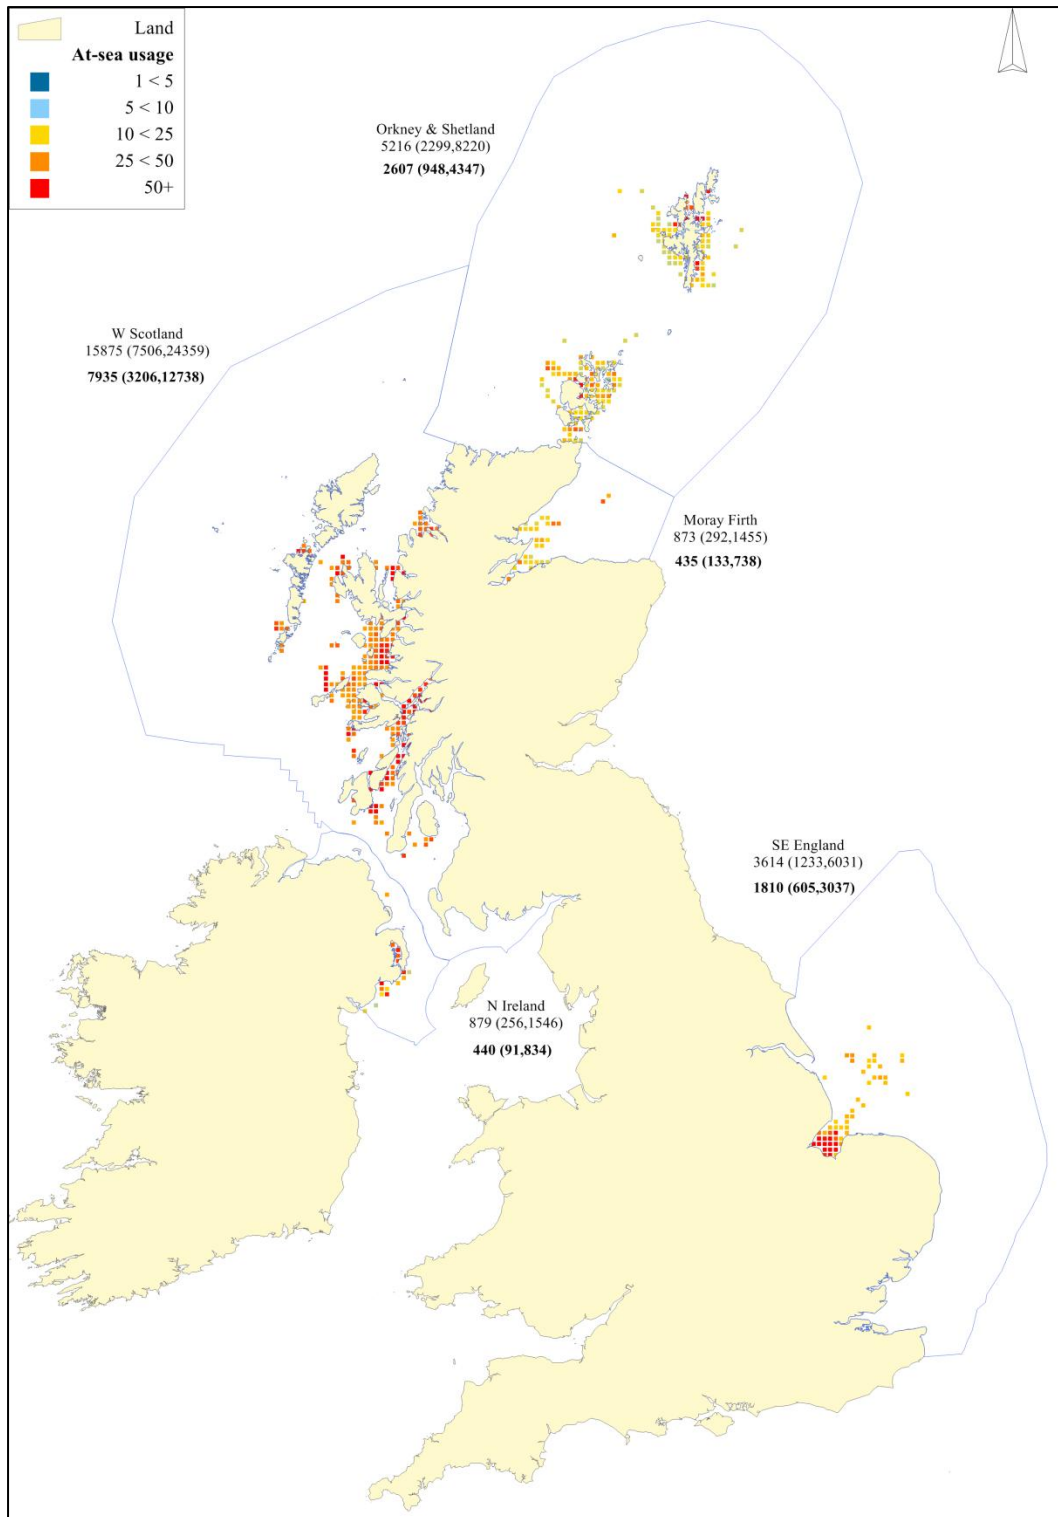 Land
At-sea usage
1 < 5
5 < 10
10 < 25
25 < 50
50+
Orkney & Shetland
5216 (2299,8220)
2607 (948,4347)
W Scotland
15875 (7506,24359)
7935 (3206,12738)
Moray Firth
873 (292,1455)
435 (133,738)
SE England
3614 (1233,6031)
1810 (605,3037)
N Ireland
879 (256,1546)
440 (91,834)